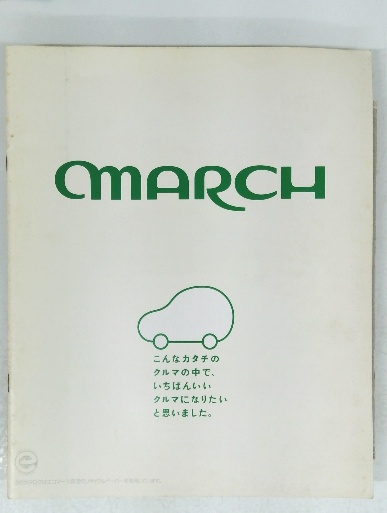 MARCH
こんなカタチの
クルマの中で、
いちばんいい
クルマになりたい
と思いました。